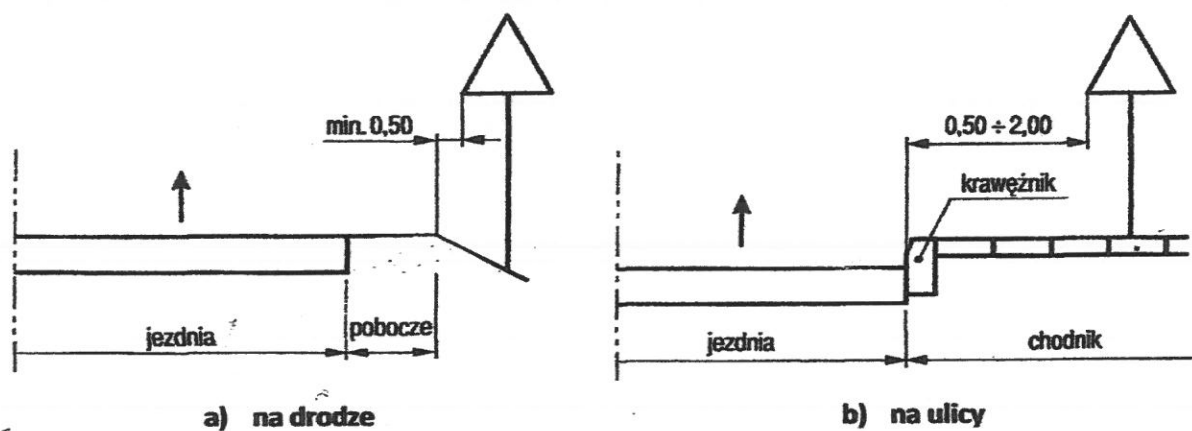 min. 0,50
jezdnia
pobocze
a) na drodze
0,50 ÷ 2,00
krawężnik
jezdnia
chodnik
b) na ulicy